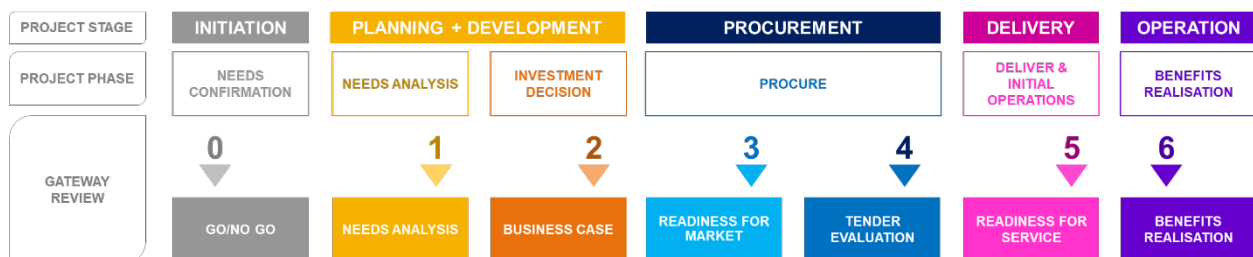 PROJECT STAGE
INITIATION
PLANNING + DEVELOPMENT
PROCUREMENT
DELIVERY
OPERATION
PROJECT PHASE
NEEDS
CONFIRMATION
NEEDS ANALYSIS
INVESTMENT
DECISION
PROCURE
DELIVER &
INITIAL
OPERATIONS
BENEFITS
REALISATION
GATEWAY
REVIEW
0
1
2
3
4
5
6
GO/NO GO
NEEDS ANALYSIS
BUSINESS CASE
READINESS FOR
MARKET
TENDER
EVALUATION
READINESS FOR
SERVICE
BENEFITS
REALISATION